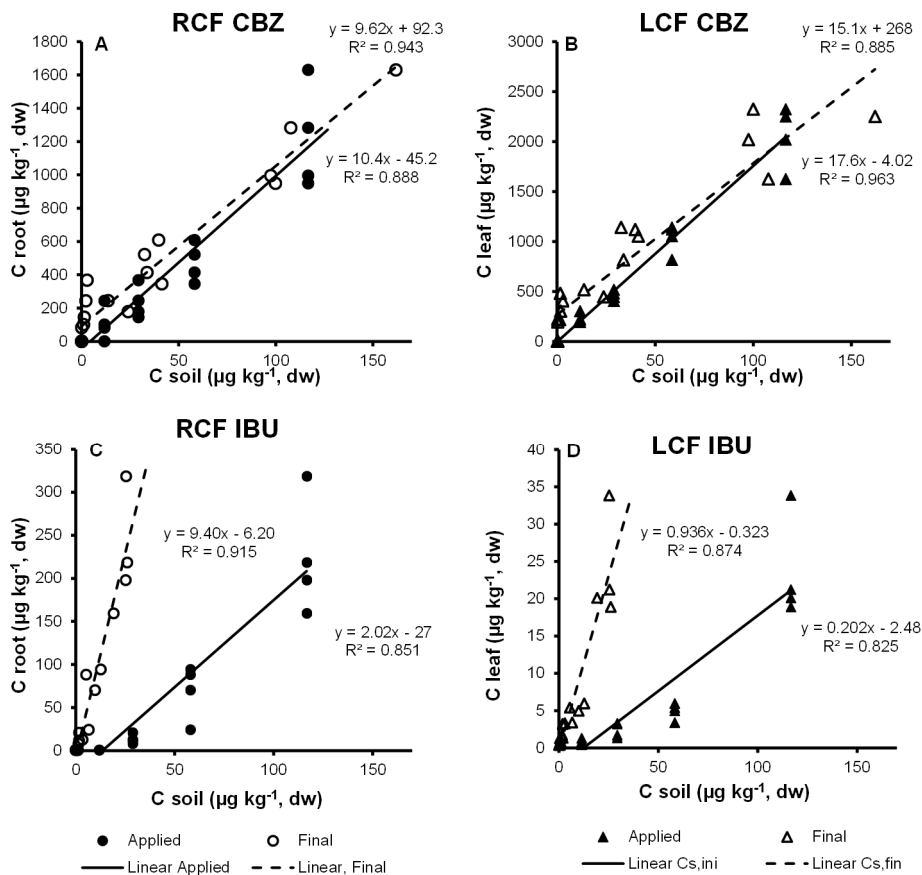 RCF CBZ
A
y = 9.62x + 92.3
R² = 0.943
1800
1600
1400
1200
1000
800
600
400
200
0
y = 10.4x - 45.2
R² = 0.888
C root (µg kg⁻¹, dw)
0 50 100 150
C soil (µg kg⁻¹, dw)
LCF CBZ
B
y = 15.1x + 268
R² = 0.885
3000
2500
2000
1500
1000
500
0
y = 17.6x - 4.02
R² = 0.963
C leaf (µg kg⁻¹, dw)
0 50 100 150
C soil (µg kg⁻¹, dw)
RCF IBU
C
350
300
250
200
150
100
50
0
y = 9.40x - 6.20
R² = 0.915
y = 2.02x - 27
R² = 0.851
C root (µg kg⁻¹, dw)
0 50 100 150
C soil (µg kg⁻¹, dw)
Applied Final
Linear Applied Linear, Final
LCF IBU
D
40
35
30
25
20
15
10
5
0
y = 0.936x - 0.323
R² = 0.874
y = 0.202x - 2.48
R² = 0.825
C leaf (µg kg⁻¹, dw)
0 50 100 150
C soil (µg kg⁻¹, dw)
Applied Final
Linear Cs,ini Linear Cs,fin